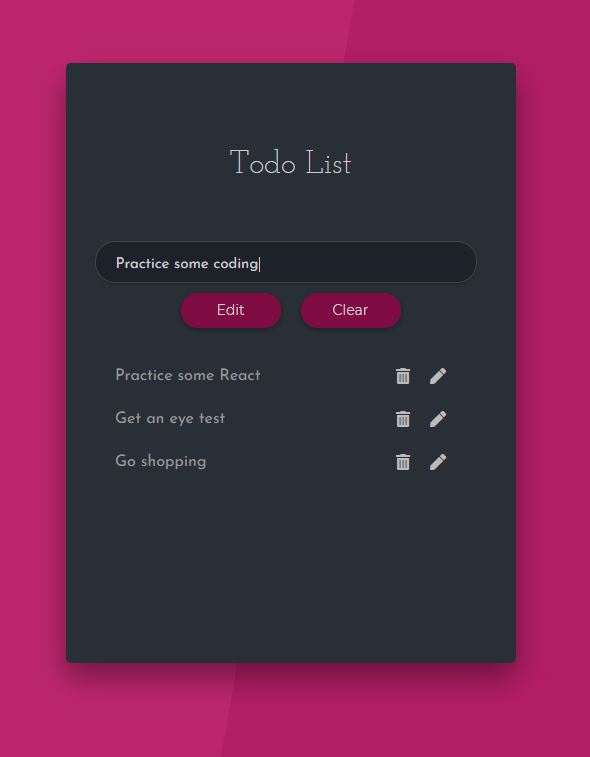 Todo List
Practice some coding
Edit Clear
Practice some React
Get an eye test
Go shopping